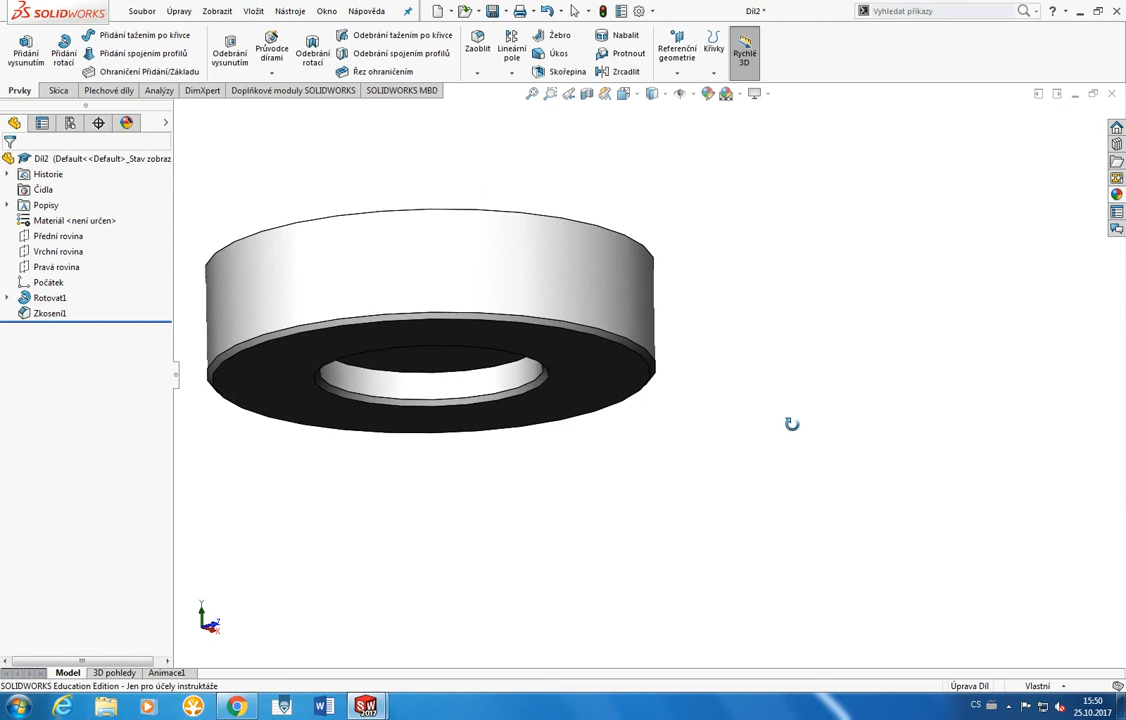 SOLIDWORKS Soubor Úpravy Zobrazit Vložit Nástroje Okno Nápověda Díl2 * Vyhledat příkazy ?
Přidání vysunutím
Přidání rotací
Přidání tažením po křivce
Přidání spojením profilů
Ohraničení Přidání/Základu
Odebrání vysunutím
Průvodce dírami
Odebrání rotací
Odebrání tažením po křivce
Odebrání spojením profilů
Řez ohraničením
Zaoblit
Lineární pole
Žebro
Úkos
Skořepina
Nabalit
Protnout
Zrcadlit
Referenční geometrie
Křivky
Rychlé 3D
Prvky Skica Plechové díly Analýzy DimXpert Doplňkové moduly SOLIDWORKS SOLIDWORKS MBD
Díl2 (Default<<Default>_Stav zobraz
Historie
Čidla
Popisy
Materiál <není určen>
Přední rovina
Vrchní rovina
Pravá rovina
Počátek
Rotovat1
Zkosení1
Y
Z
X
Model 3D pohledy Animace1
SOLIDWORKS Education Edition - Jen pro účely instruktáže Úprava Díl Vlastní
SW 2017 CS 15:50
25.10.2017